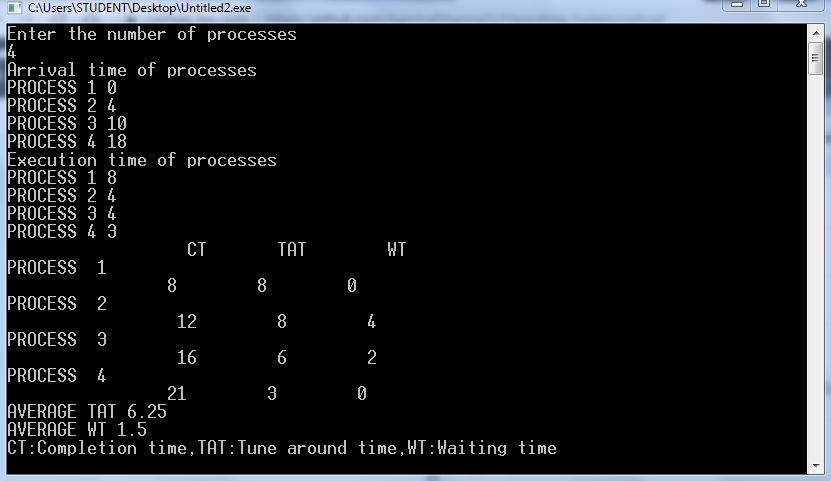 C:\Users\STUDENT\Desktop\Untitled2.exe
Enter the number of processes
4
Arrival time of processes
PROCESS 1 0
PROCESS 2 4
PROCESS 3 10
PROCESS 4 18
Execution time of processes
PROCESS 1 8
PROCESS 2 4
PROCESS 3 4
PROCESS 4 3
CT TAT WT
PROCESS 1
8 8 0
PROCESS 2
12 8 4
PROCESS 3
16 6 2
PROCESS 4
21 3 0
AVERAGE TAT 6.25
AVERAGE WT 1.5
CT:Completion time,TAT:Tune around time,WT:Waiting time